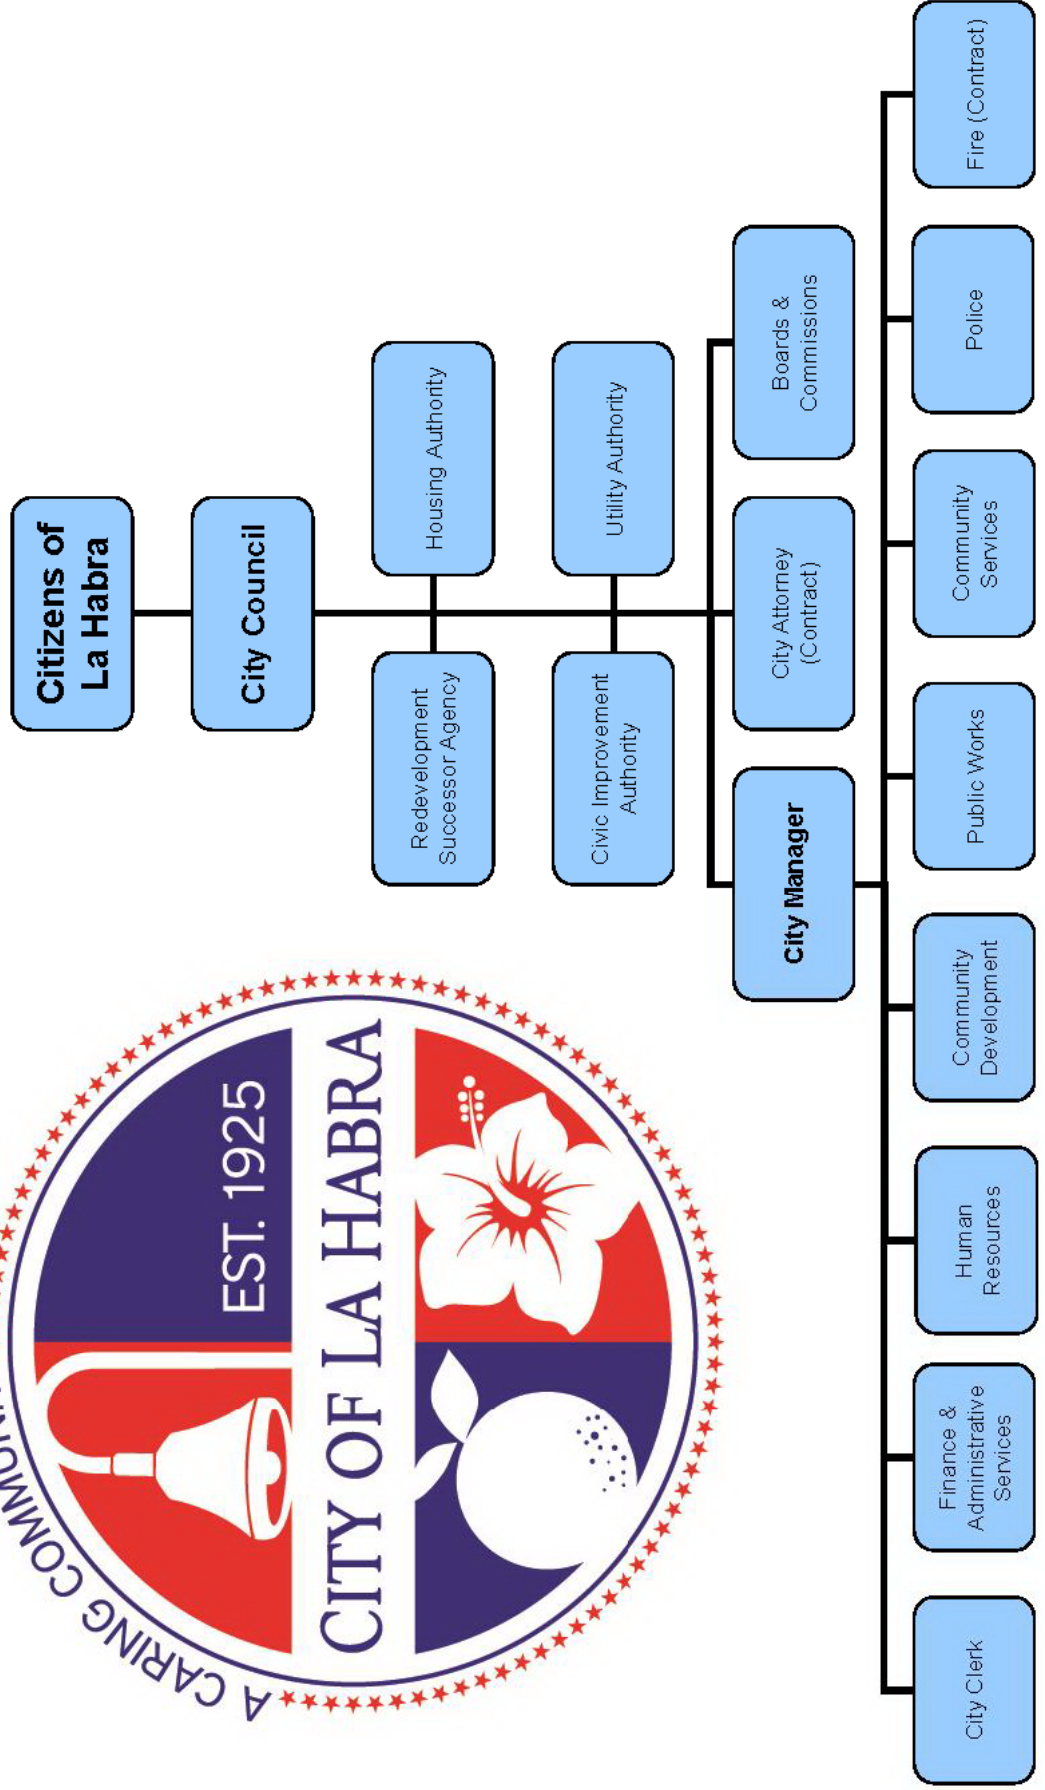 A CARING
EST. 1925
CITY OF LA HABRA
Citizens of
La Habra
City Council
Redevelopment
Successor Agency
Housing Authority
Civic Improvement
Authority
Utility Authority
City Manager
City Attorney
(Contract)
Boards &
Commissions
City Clerk
Finance &
Administrative
Services
Human
Resources
Community
Development
Public Works
Community
Services
Police
Fire (Contract)